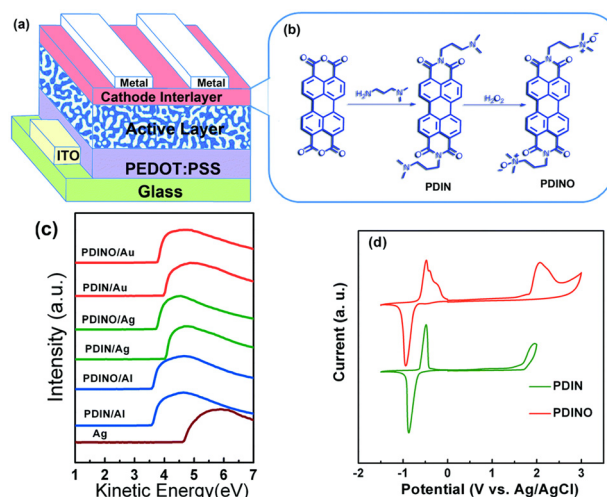 (a)
Metal
Metal
Cathode Interlayer
Active Layer
ITO
PEDOT:PSS
Glass
(b)
H₂N
N
H₂O₂
PDIN
PDINO
(c)
Intensity (a.u.)
PDINO/Au
PDIN/Au
PDINO/Ag
PDIN/Ag
PDINO/Al
PDIN/Al
Ag
1 2 3 4 5 6 7
Kinetic Energy(eV)
(d)
Current (a. u.)
PDIN
PDINO
-2 -1 0 1 2 3
Potential (V vs. Ag/AgCl)